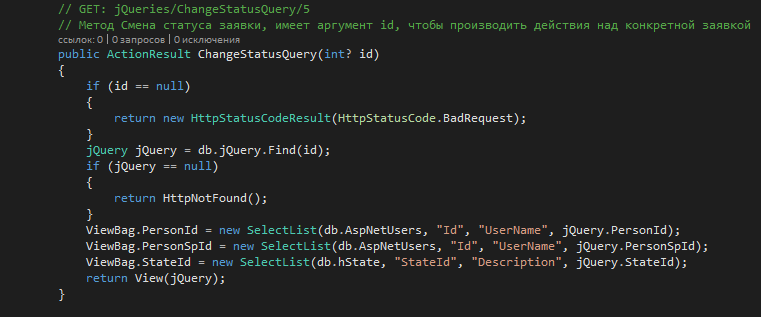 // GET: jQueries/ChangeStatusQuery/5
// Метод Смена статуса заявки, имеет аргумент id, чтобы производить действия над конкретной заявкой
ссылок: 0 | 0 запросов | 0 исключения
public ActionResult ChangeStatusQuery(int? id)
{
if (id == null)
{
return new HttpStatusCodeResult(HttpStatusCode.BadRequest);
}
jQuery jQuery = db.jQuery.Find(id);
if (jQuery == null)
{
return HttpNotFound();
}
ViewBag.PersonId = new SelectList(db.AspNetUsers, "Id", "UserName", jQuery.PersonId);
ViewBag.PersonSpId = new SelectList(db.AspNetUsers, "Id", "UserName", jQuery.PersonSpId);
ViewBag.StateId = new SelectList(db.hState, "StateId", "Description", jQuery.StateId);
return View(jQuery);
}